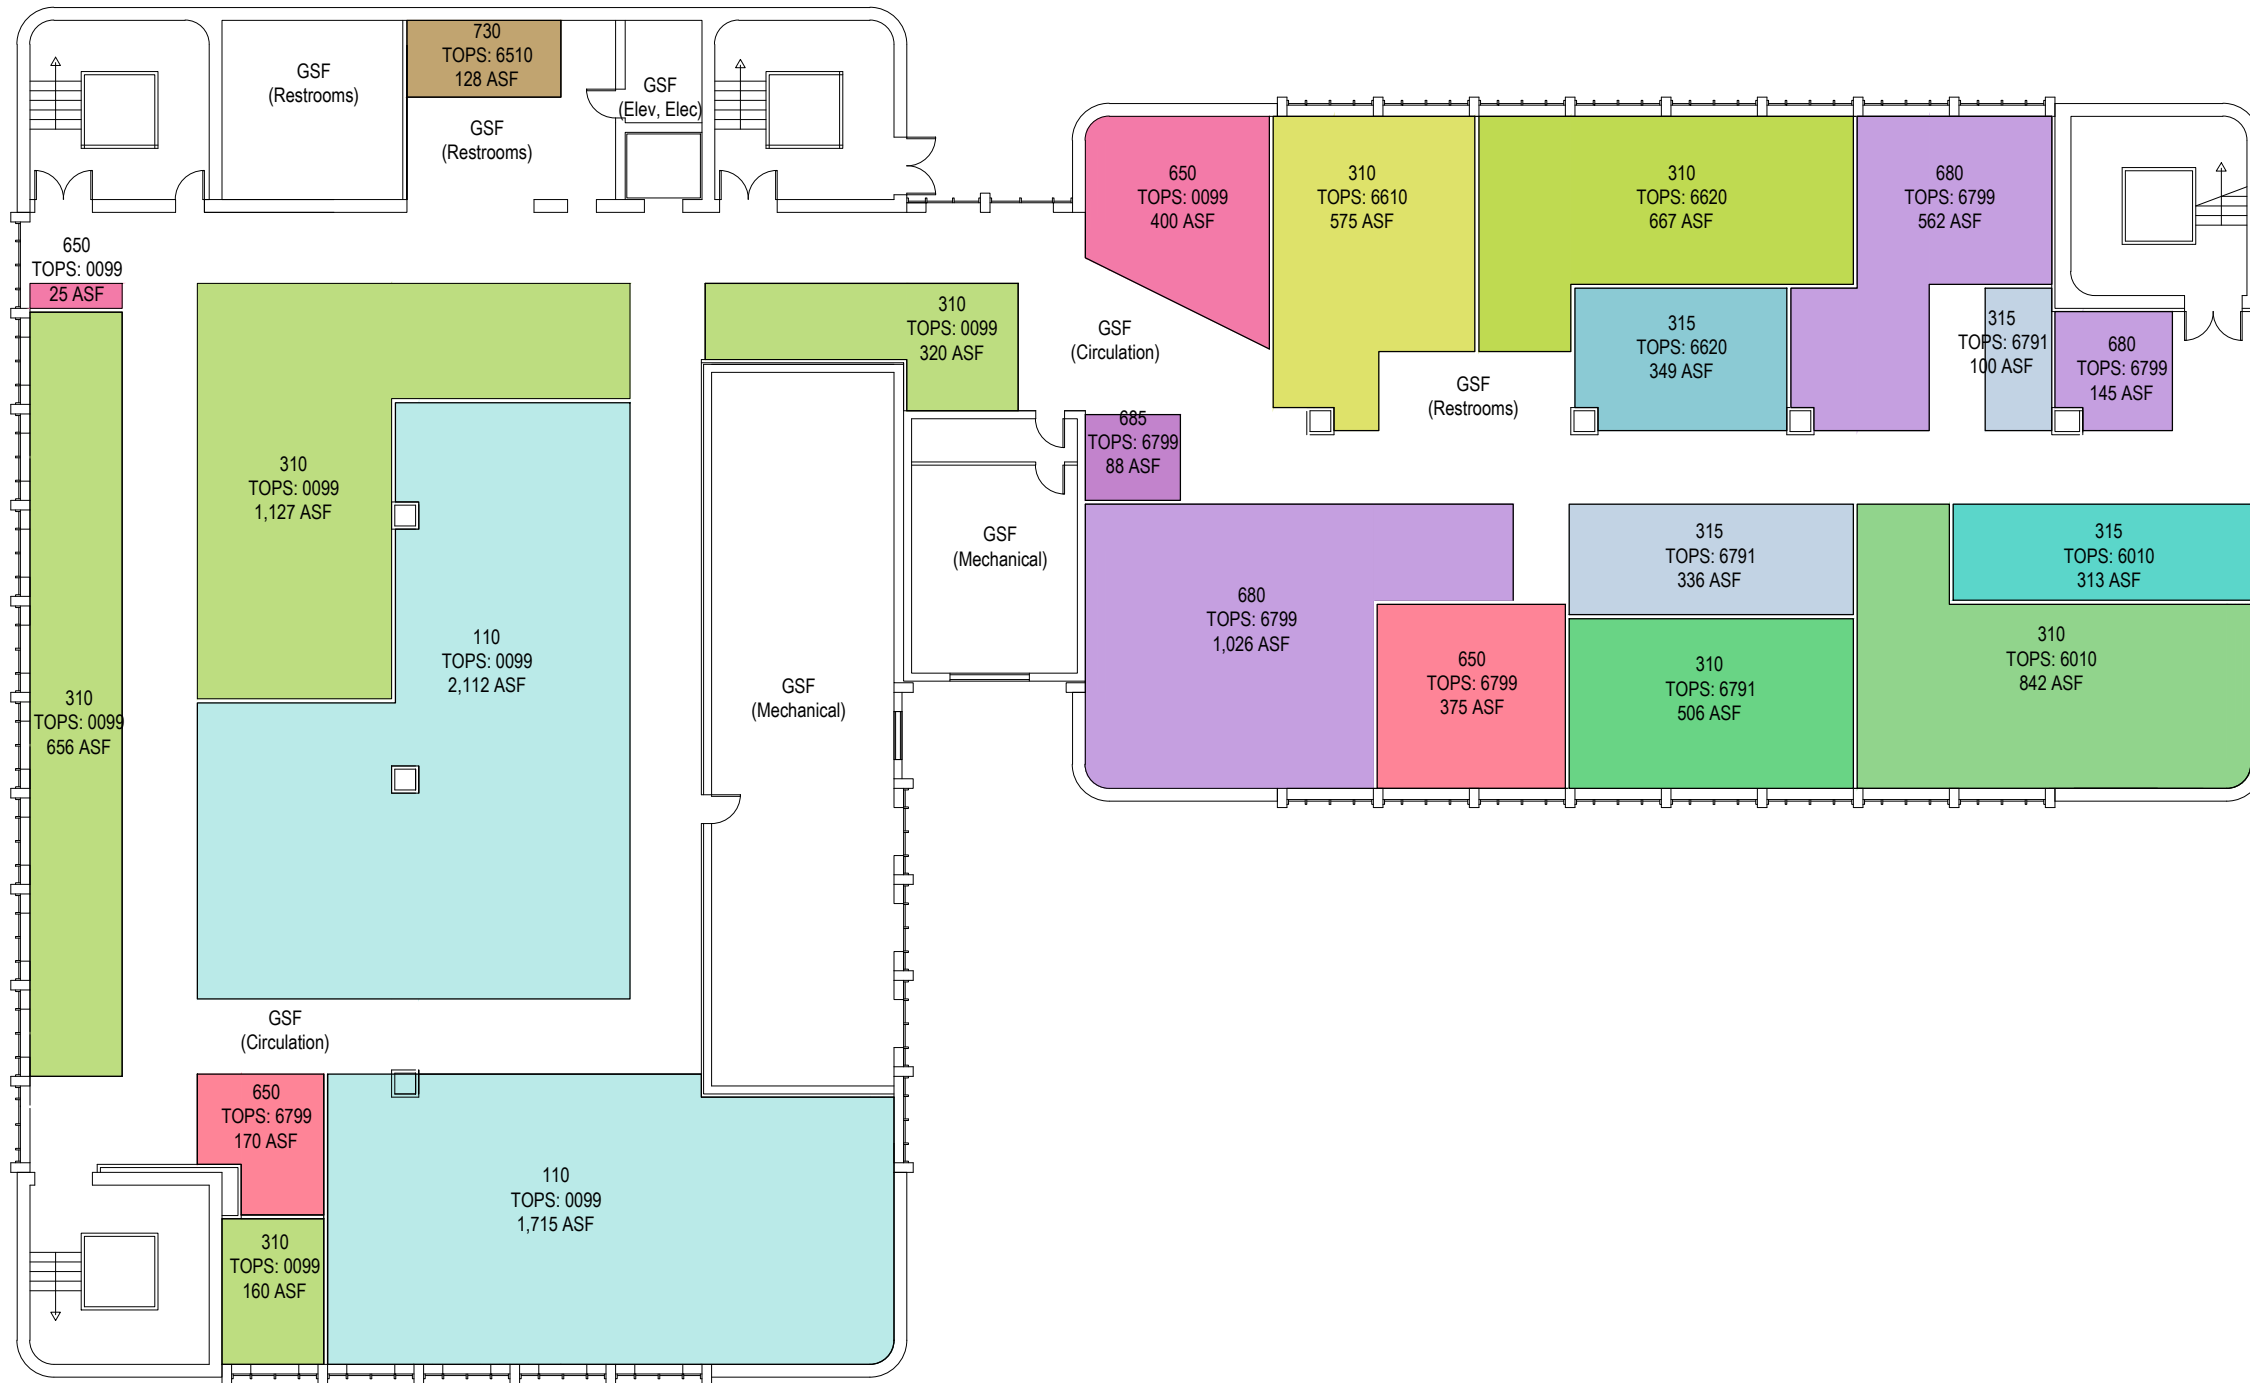 730
TOPS: 6510
128 ASF
GSF
(Restrooms)
GSF
(Elev, Elec)
GSF
(Restrooms)
650
TOPS: 0099
400 ASF
310
TOPS: 6610
575 ASF
310
TOPS: 6620
667 ASF
680
TOPS: 6799
562 ASF
650
TOPS: 0099
25 ASF
310
TOPS: 0099
320 ASF
GSF
(Circulation)
315
TOPS: 6620
349 ASF
315
TOPS: 6791
100 ASF
680
TOPS: 6799
145 ASF
GSF
(Restrooms)
685
TOPS: 6799
88 ASF
310
TOPS: 0099
1,127 ASF
GSF
(Mechanical)
315
TOPS: 6791
336 ASF
315
TOPS: 6010
313 ASF
680
TOPS: 6799
1,026 ASF
110
TOPS: 0099
2,112 ASF
310
TOPS: 6010
842 ASF
650
TOPS: 6799
375 ASF
310
TOPS: 6791
506 ASF
GSF
(Mechanical)
310
TOPS: 0099
656 ASF
GSF
(Circulation)
650
TOPS: 6799
170 ASF
110
TOPS: 0099
1,715 ASF
310
TOPS: 0099
160 ASF